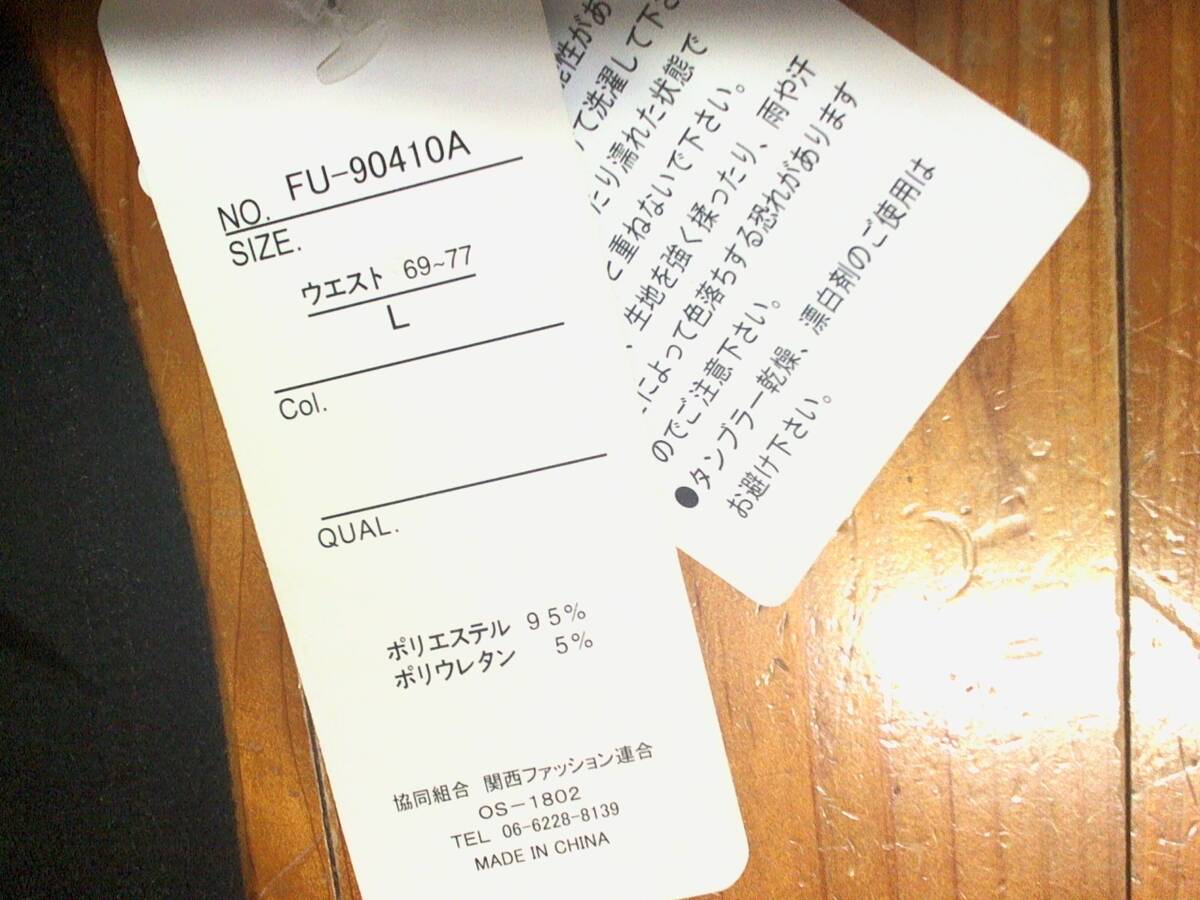 NO. FU-90410A
SIZE.
ウエスト 69~77
L
Col.
QUAL.
ポリエステル 95%
ポリウレタン 5%
協同組合 関西ファッション連合
OS-1802
TEL 06-6228-8139
MADE IN CHINA
性があ
て洗濯して下さ
たり濡れた状態で
て重ねないで下さい。
、生地を強く揉ったり、雨や汗
によって色落ちする恐れがあります
のでご注意下さい。
●タンブラー乾燥、漂白剤のご使用は
お避け下さい。